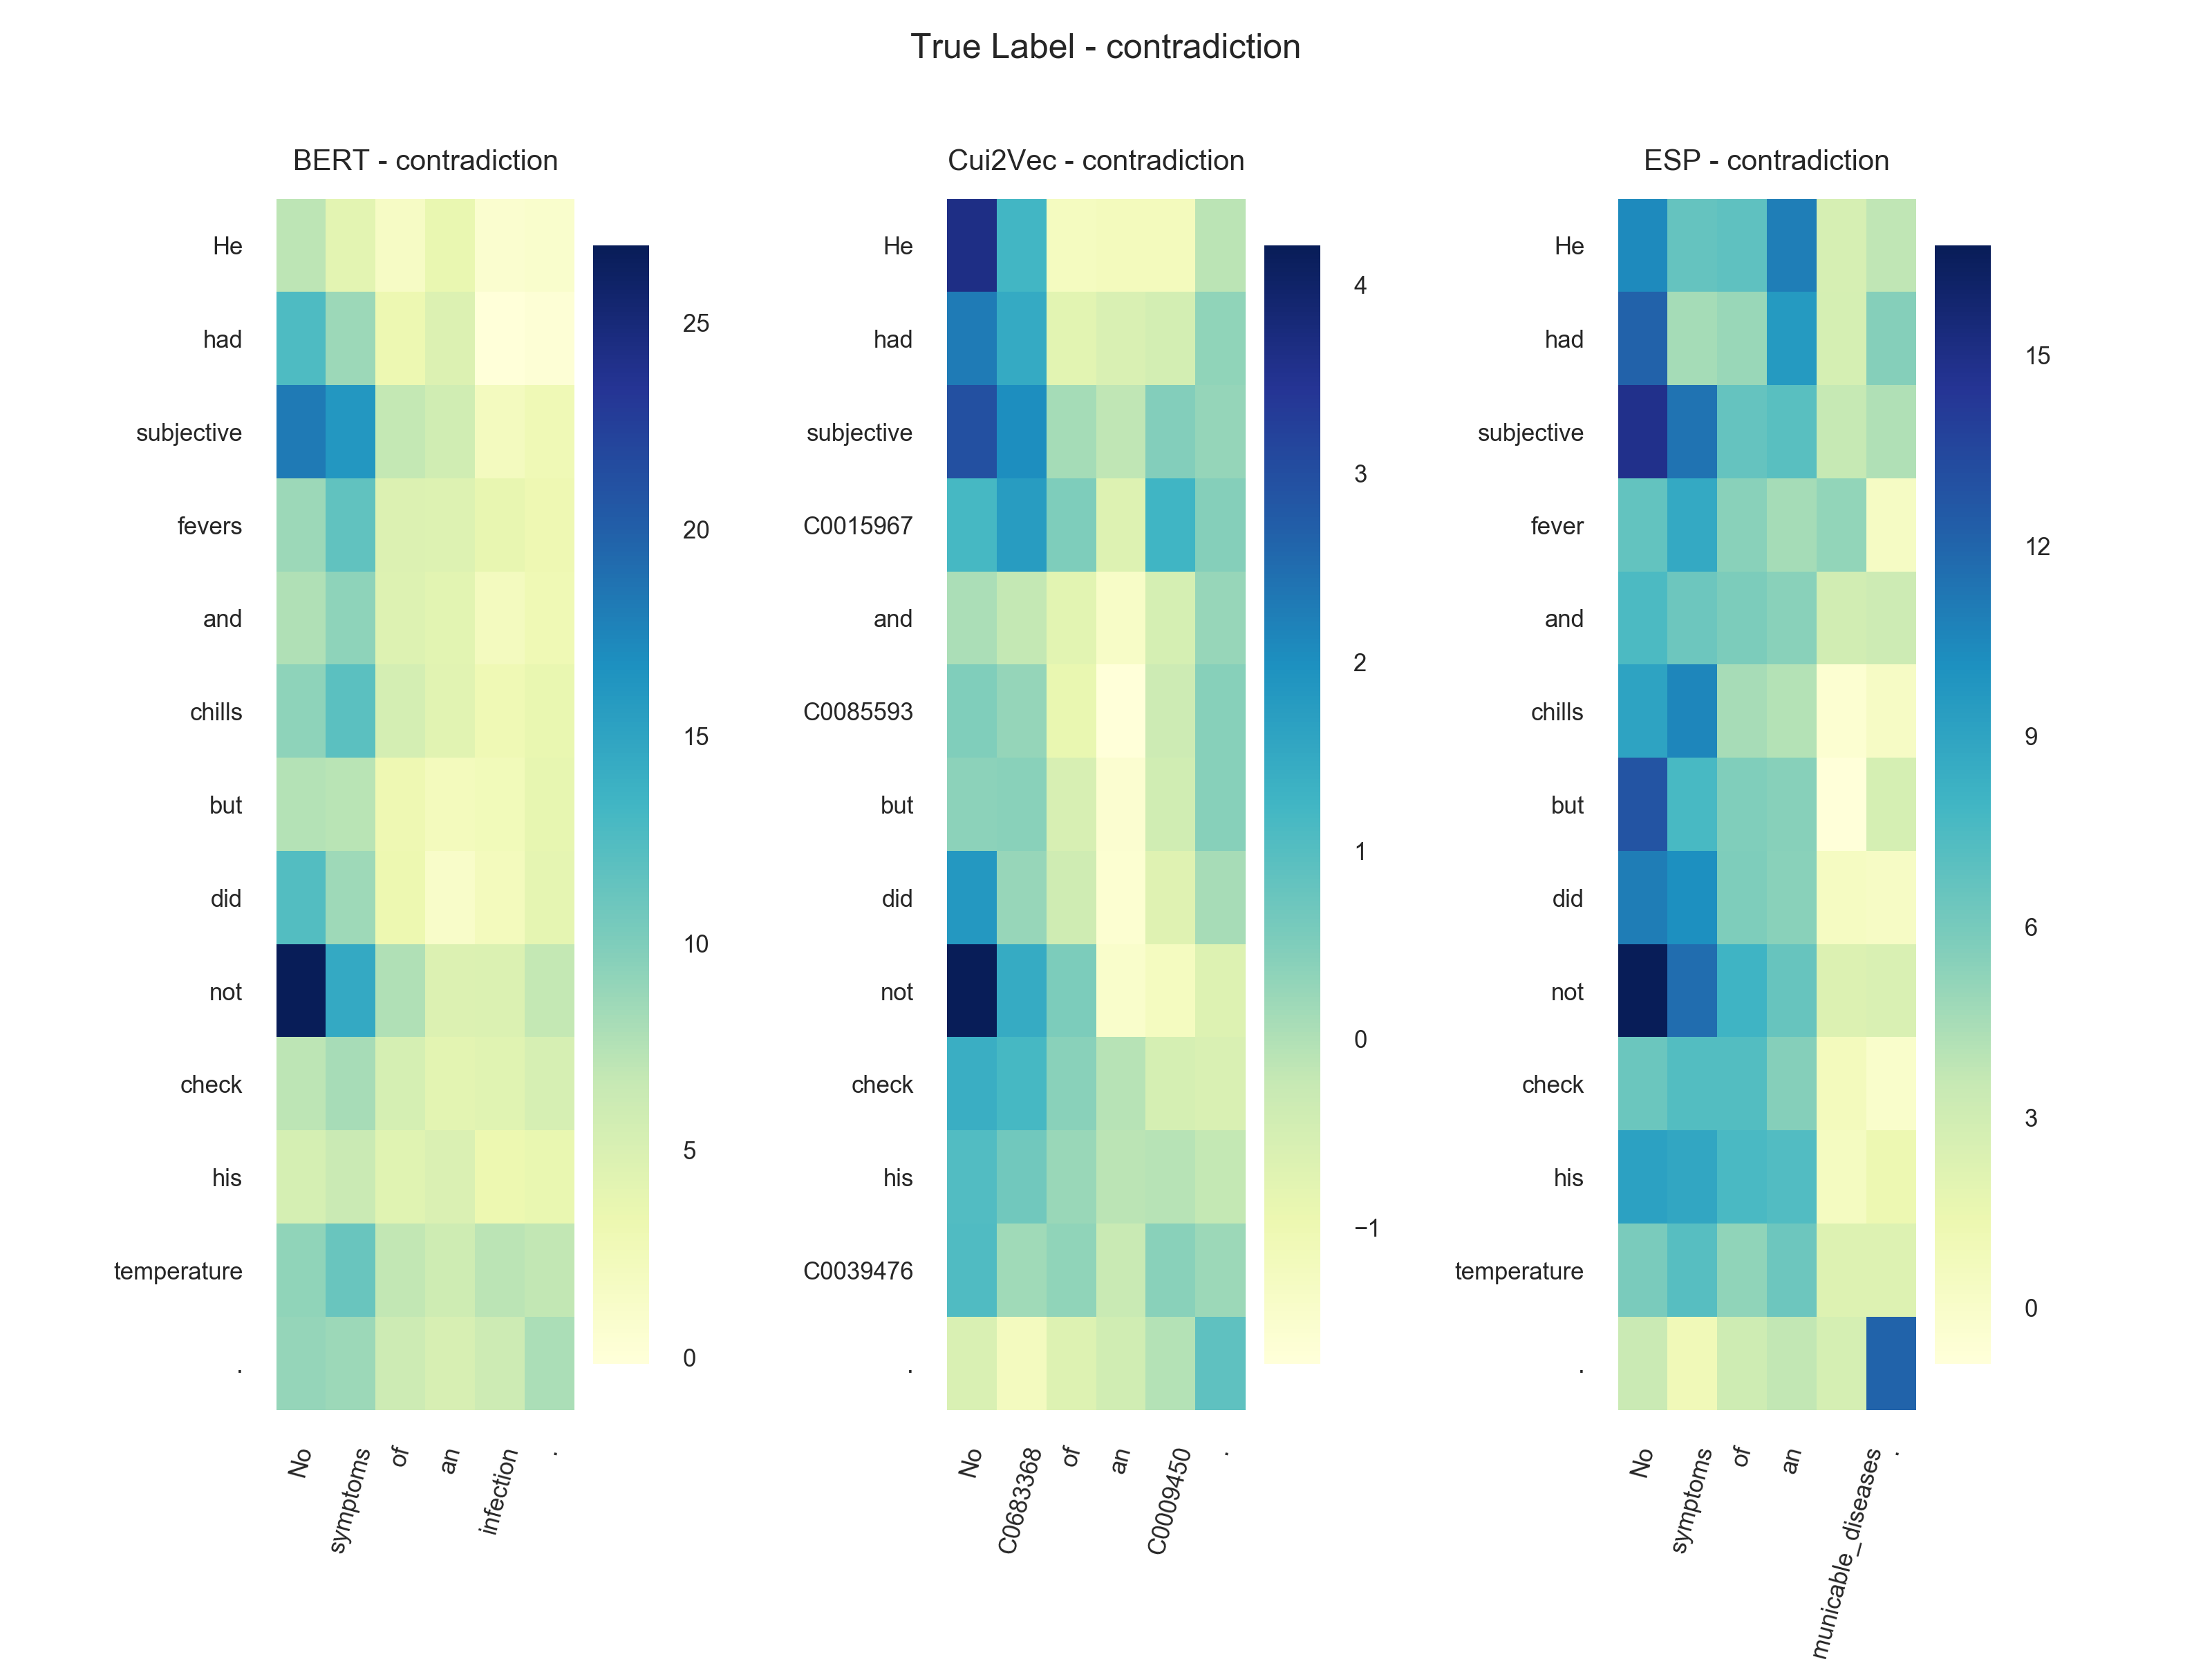 True Label - contradiction
BERT - contradiction
He
had
subjective
fevers
and
chills
but
did
not
check
his
temperature
.
No
symptoms
of
an
infection
.
25
20
15
10
5
0
Cui2Vec - contradiction
He
had
subjective
C0015967
and
C0085593
but
did
not
check
his
C0039476
.
No
C0683368
of
an
C0009450
.
4
3
2
1
0
−1
ESP - contradiction
He
had
subjective
fever
and
chills
but
did
not
check
his
temperature
.
No
symptoms
of
an
municable_diseases
.
15
12
9
6
3
0